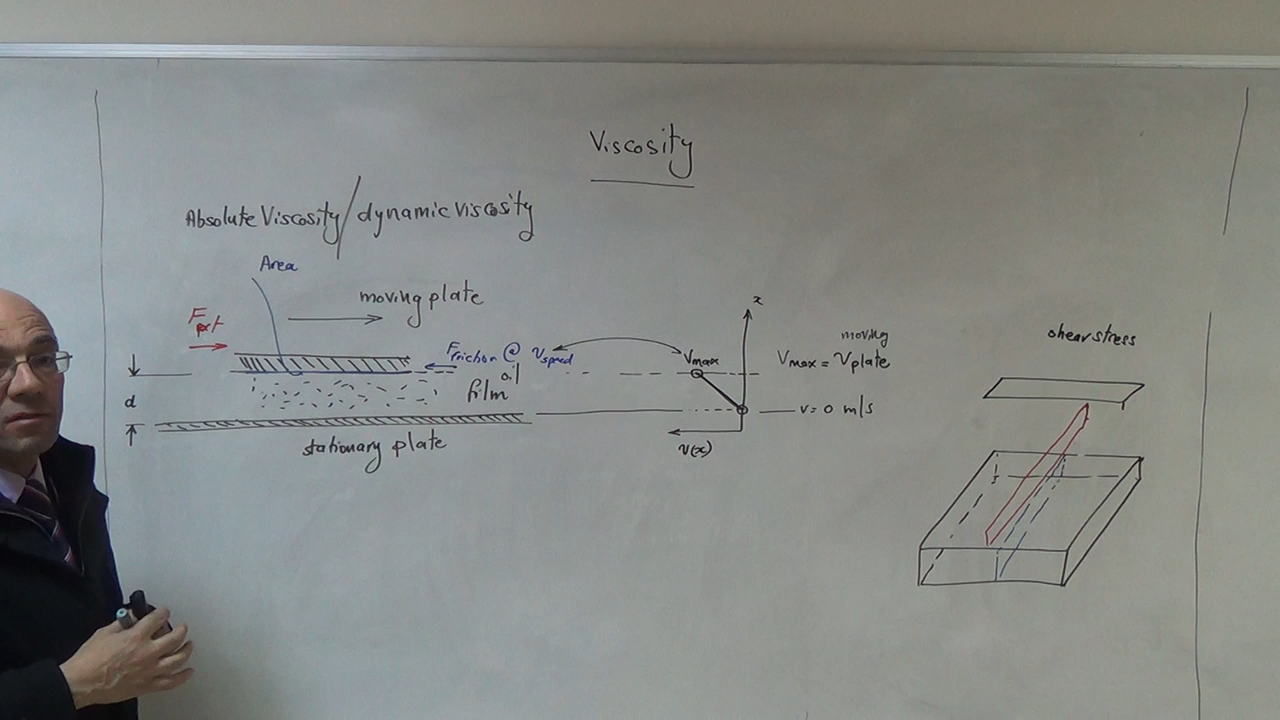 Viscosity
Absolute Viscosity/dynamic viscosity
Area
moving plate
F ext
Friction @ vspeed
oil
film
d
stationary plate
x
Vmax
v(x)
moving
Vmax = Vplate
v=0 m/s
shear stress